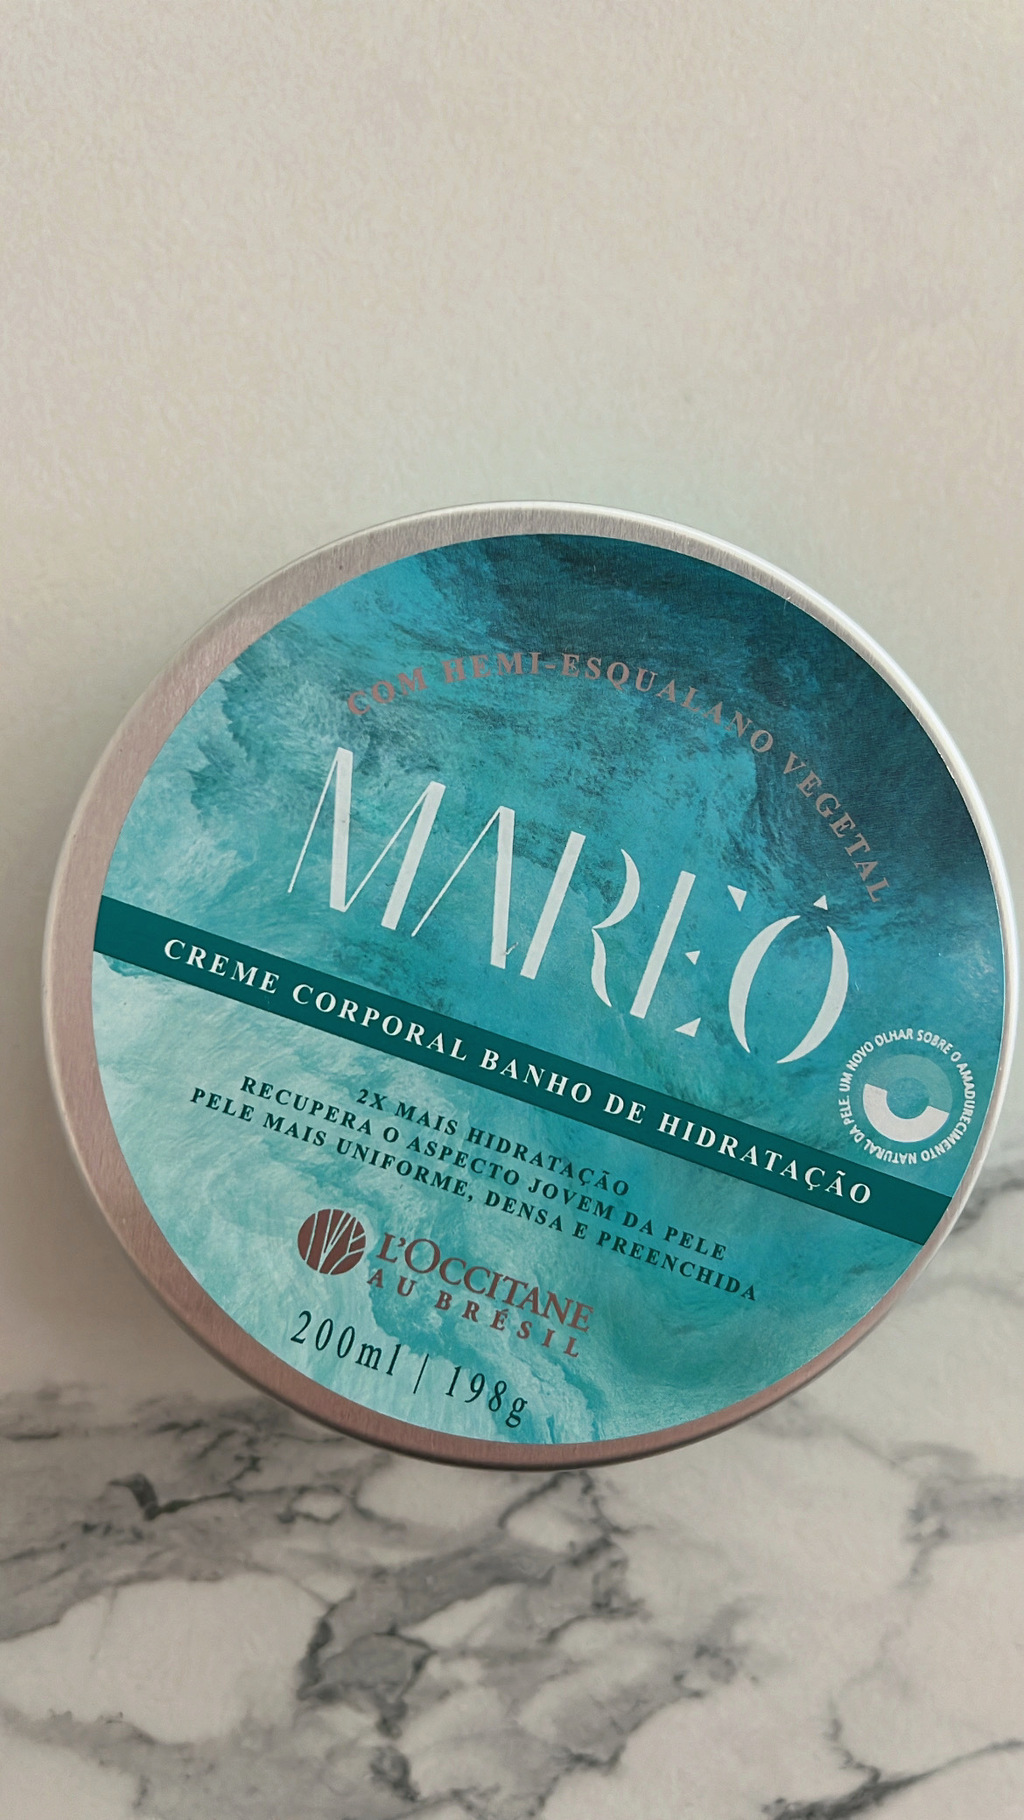 COM HEMI-ESQUALANO VEGETAL
MAREÓ
CREME CORPORAL BANHO DE HIDRATAÇÃO
2X MAIS HIDRATAÇÃO
RECUPERA O ASPECTO JOVEM DA PELE
PELE MAIS UNIFORME, DENSA E PREENCHIDA
UM NOVO OLHAR SOBRE O AMADURECIMENTO NATURAL DA PELE.
L'OCCITANE
AU BRÉSIL
200ml | 198g